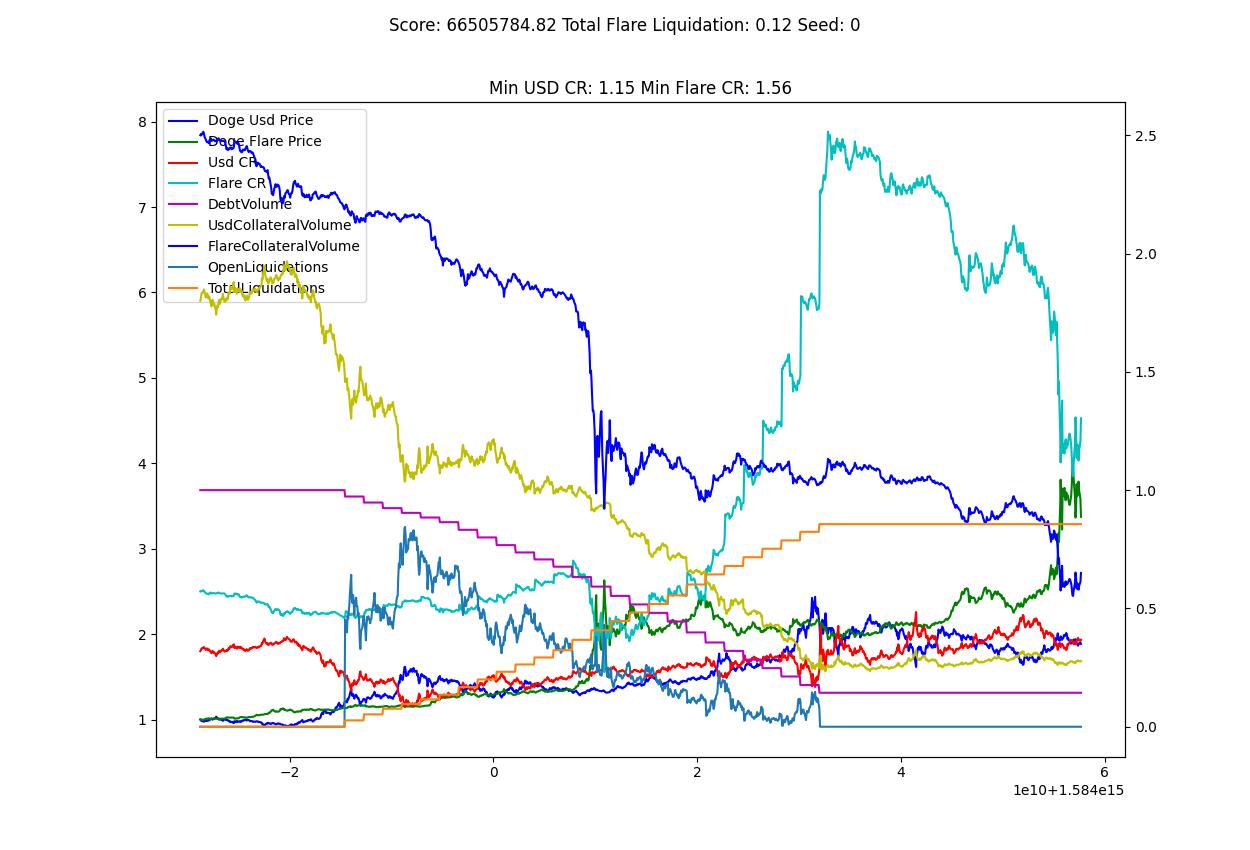 Score: 66505784.82 Total Flare Liquidation: 0.12 Seed: 0
Min USD CR: 1.15 Min Flare CR: 1.56
Doge Usd Price
Doge Flare Price
Usd CR
Flare CR
DebtVolume
UsdCollateralVolume
FlareCollateralVolume
OpenLiquidations
TotalLiquidations
8
7
6
5
4
3
2
1
2.5
2.0
1.5
1.0
0.5
0.0
−2
0
2
4
6
1e10+1.584e15